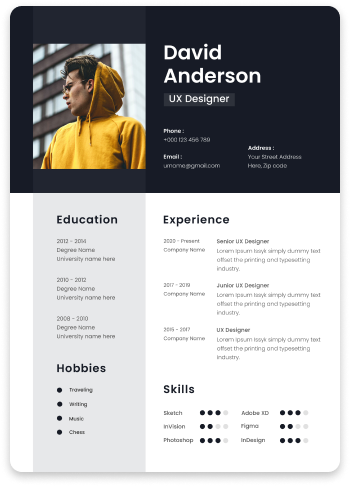 David
Anderson
UX Designer
Phone :
+000 123 456 789
Email :
urname@gmail.com
Address :
Your Street Address
Here, Zip code
Education
2012 - 2014
Degree Name
University name here
2010 - 2012
Degree Name
University name here
2008 - 2010
Degree Name
University name here
Hobbies
Traveling
Writing
Music
Chess
Experience
2020 - Present
Company Name
Senior UX Designer
Lorem Ipsum issyk simply dummy text
offset the printing and typesetting
industry.
2017 - 2019
Company Name
Junior UX Designer
Lorem Ipsum issyk simply dummy text
offset the printing and typesetting
industry.
2015 - 2017
Company Name
UX Designer
Lorem Ipsum issyk simply dummy text
offset the printing and typesetting
industry.
Skills
Sketch
InVision
Photoshop
Adobe XD
Figma
InDesign